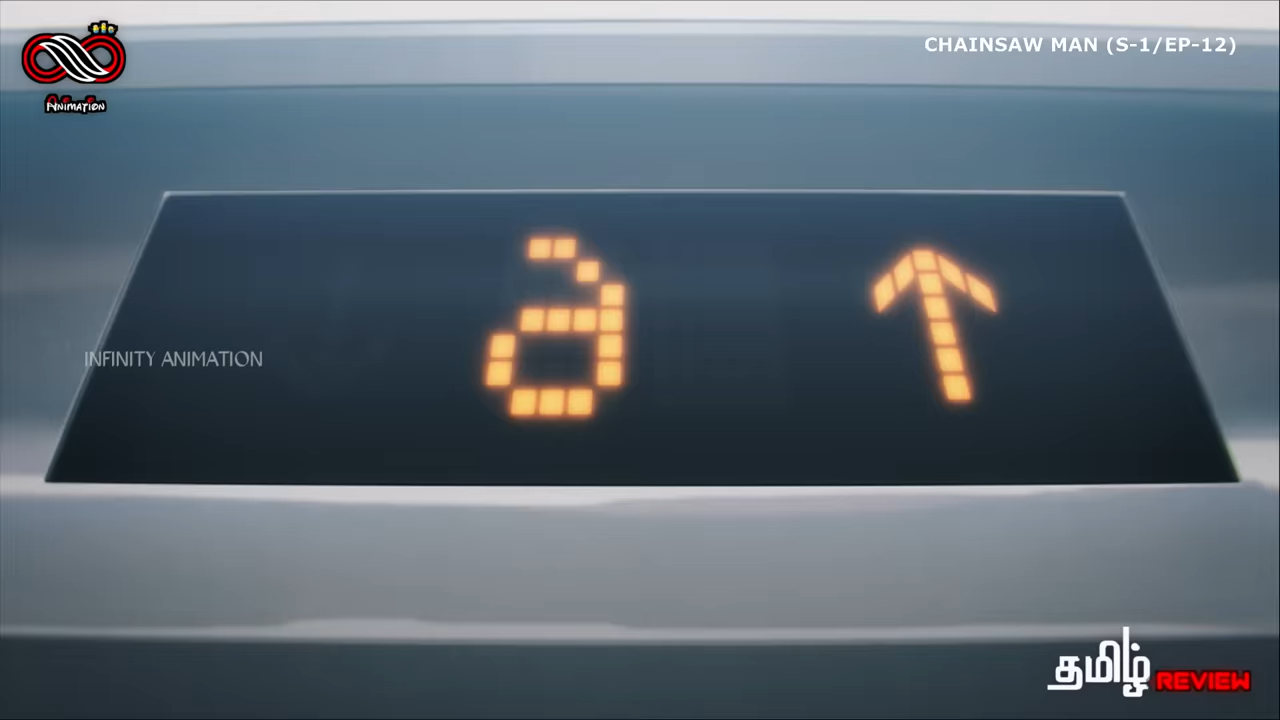 CHAINSAW MAN (S-1/EP-12)
ANIMATION
6 ↑
INFINITY ANIMATION
தமிழ் REVIEW